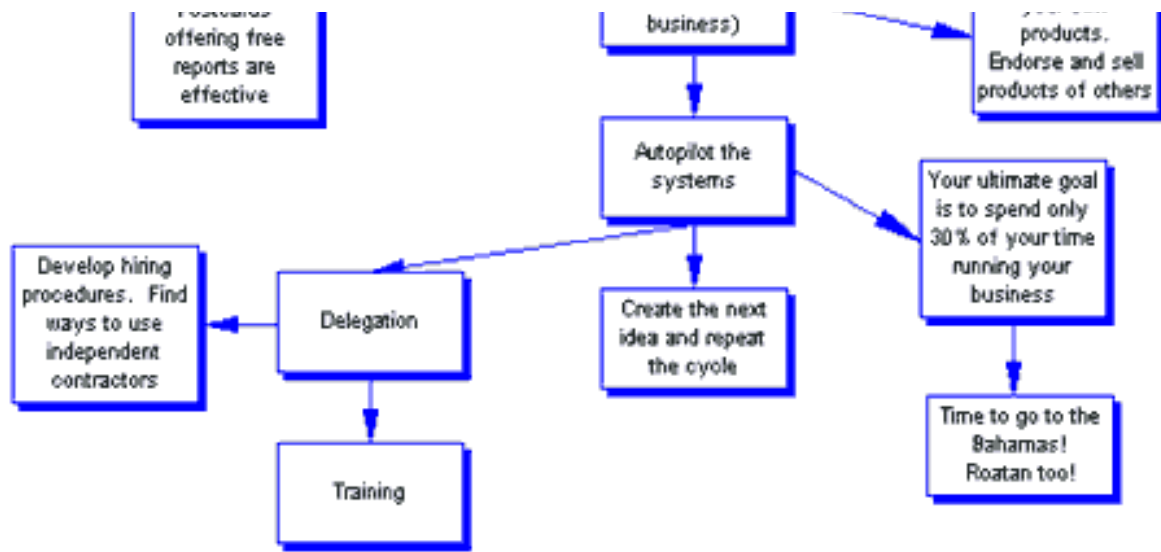 offering free
reports are
effective
business)
products.
Endorse and sell
products of others
Autopilot the
systems
Your ultimate goal
is to spend only
30% of your time
running your
business
Develop hiring
procedures. Find
ways to use
independent
contractors
Delegation
Create the next
idea and repeat
the cycle
Time to go to the
Bahamas!
Roatan too!
Training